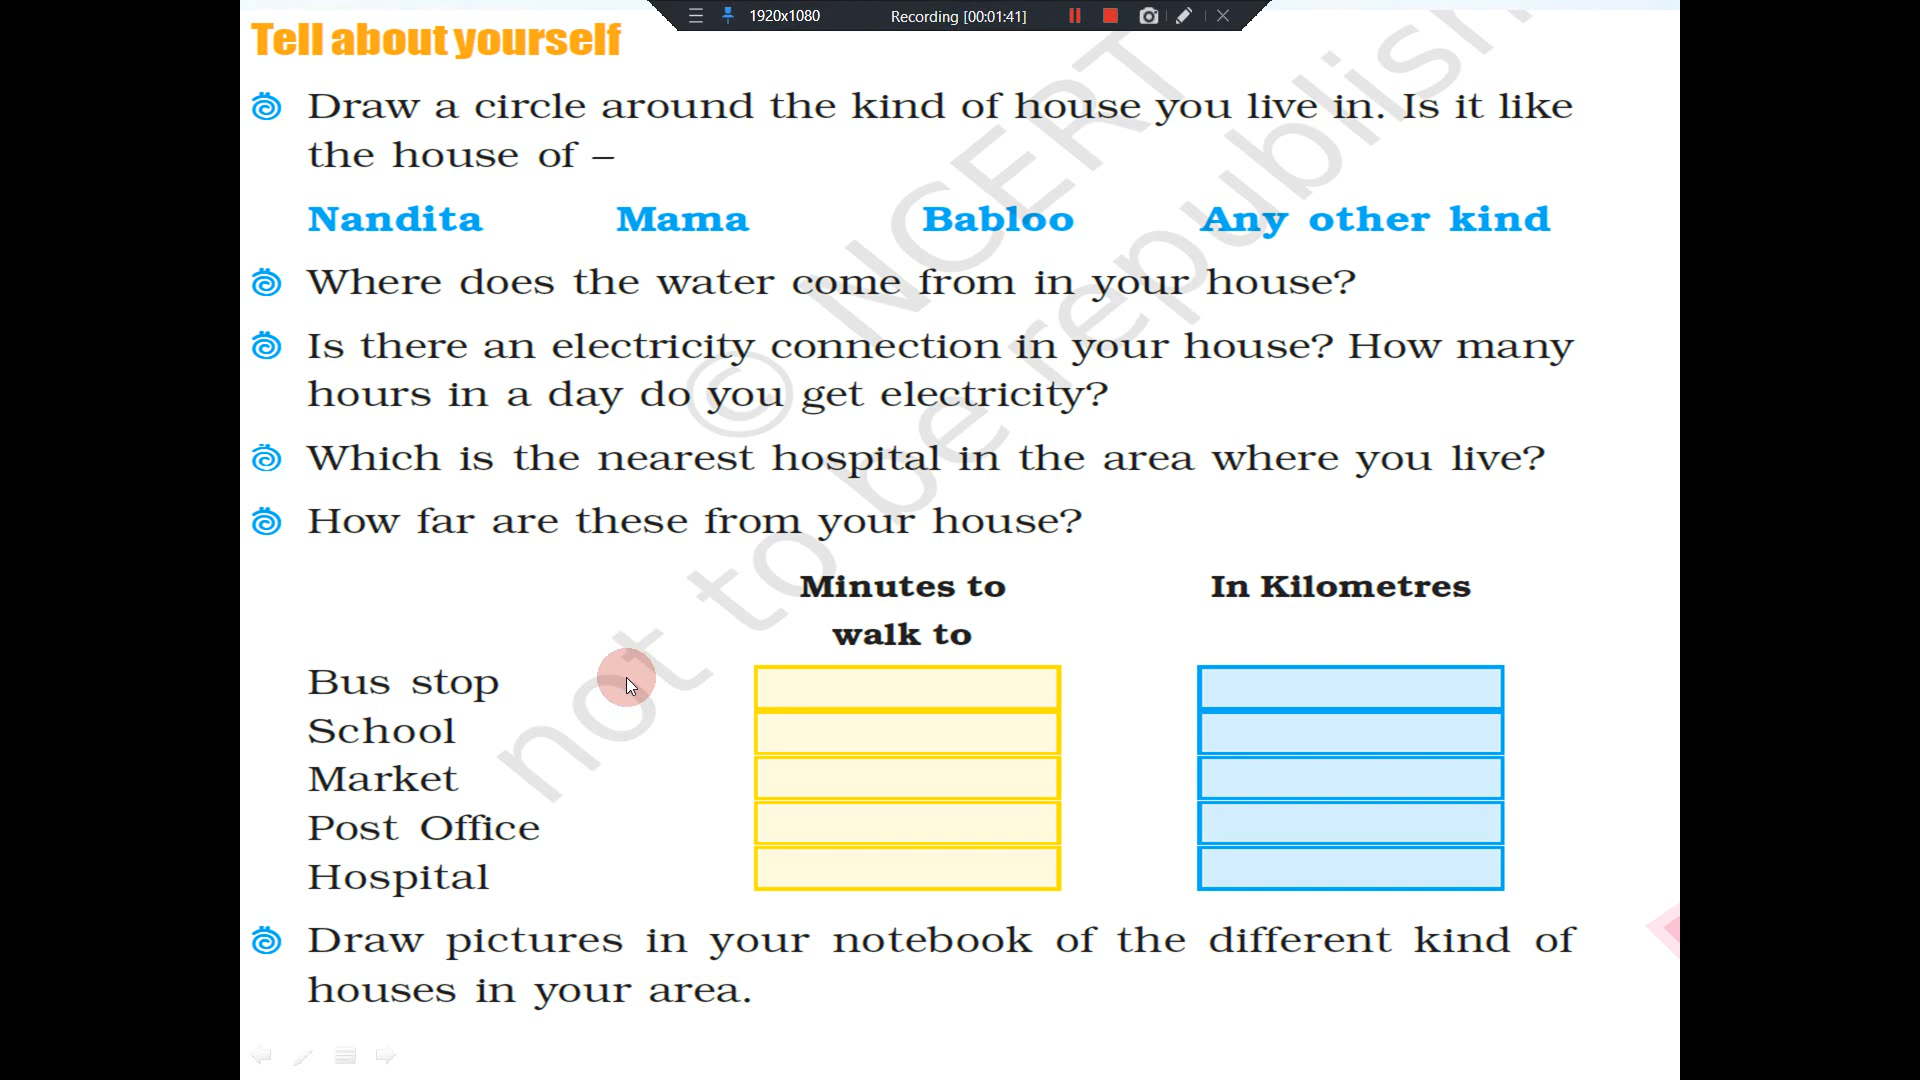 1920x1080 Recording [00:01:41]
Tell about yourself
Draw a circle around the kind of house you live in. Is it like
the house of –
Nandita Mama Babloo Any other kind
Where does the water come from in your house?
Is there an electricity connection in your house? How many
hours in a day do you get electricity?
Which is the nearest hospital in the area where you live?
How far are these from your house?
Minutes to In Kilometres
walk to
Bus stop
School
Market
Post Office
Hospital
Draw pictures in your notebook of the different kind of
houses in your area.
© NCERT
not to be republish